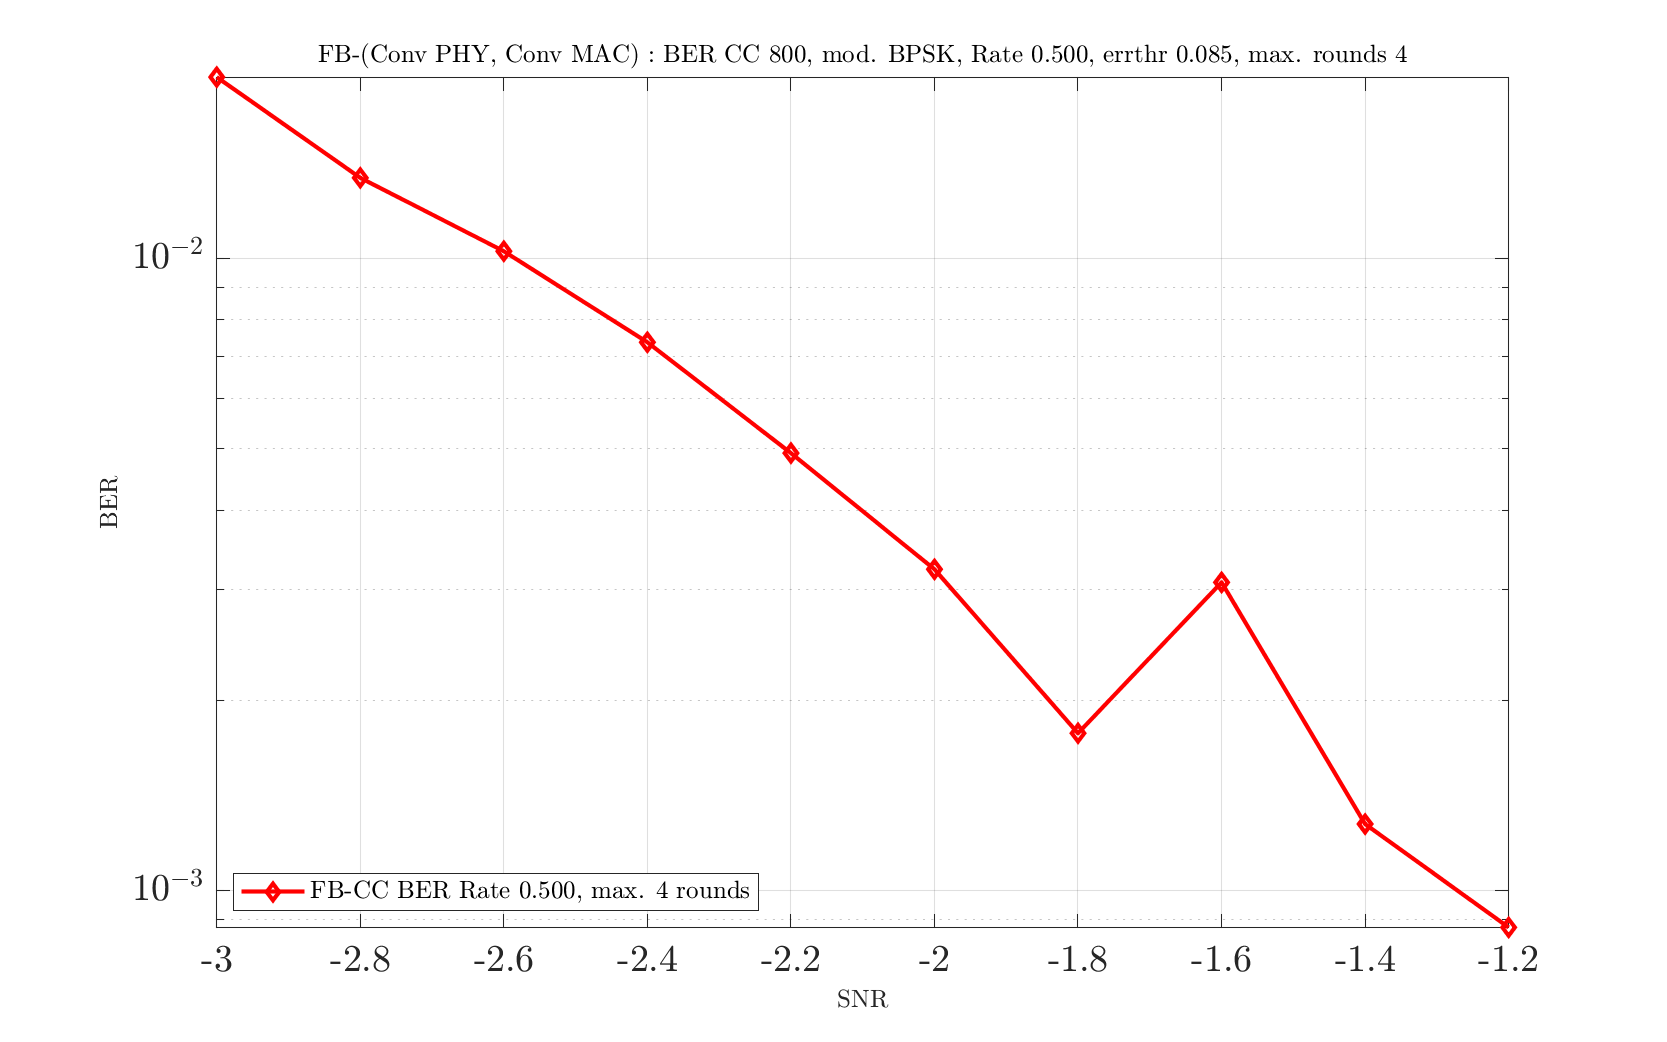 FB-(Conv PHY, Conv MAC) : BER CC 800, mod. BPSK, Rate 0.500, errthr 0.085, max. rounds 4
10^{-2}
BER
10^{-3}
FB-CC BER Rate 0.500, max. 4 rounds
-3 -2.8 -2.6 -2.4 -2.2 -2 -1.8 -1.6 -1.4 -1.2
SNR